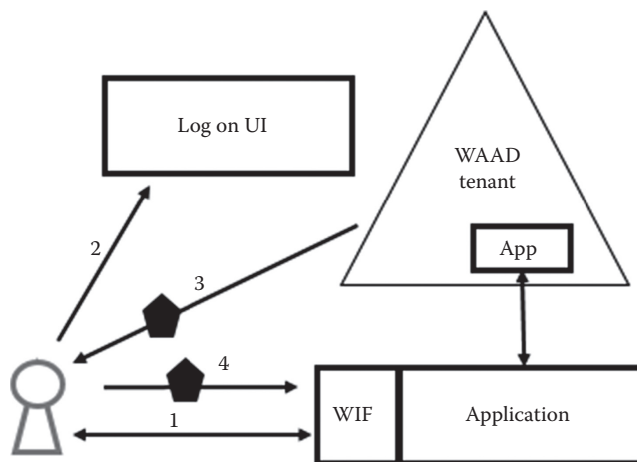 Log on UI
WAAD
tenant
App
2
3
4
1
WIF
Application